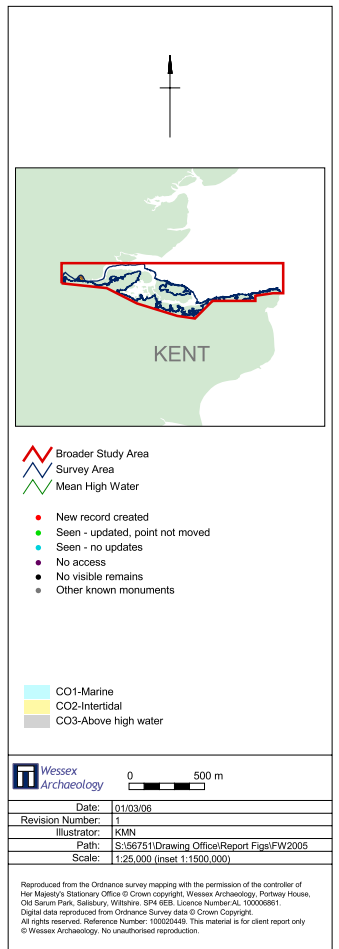 KENT
Broader Study Area
Survey Area
Mean High Water
New record created
Seen - updated, point not moved
Seen - no updates
No access
No visible remains
Other known monuments
CO1-Marine
CO2-Intertidal
CO3-Above high water
Wessex
Archaeology
0 500 m
Date: 01/03/06
Revision Number: 1
Illustrator: KMN
Path: S:\56751\Drawing Office\Report Figs\FW2005
Scale: 1:25,000 (inset 1:1500,000)
Reproduced from the Ordnance survey mapping with the permission of the controller of
Her Majesty's Stationary Office © Crown copyright, Wessex Archaeology, Portway House,
Old Sarum Park, Salisbury, Wiltshire. SP4 6EB. Licence Number:AL 100006861.
Digital data reproduced from Ordnance Survey data © Crown Copyright.
All rights reserved. Reference Number: 100020449. This material is for client report only
© Wessex Archaeology. No unauthorised reproduction.